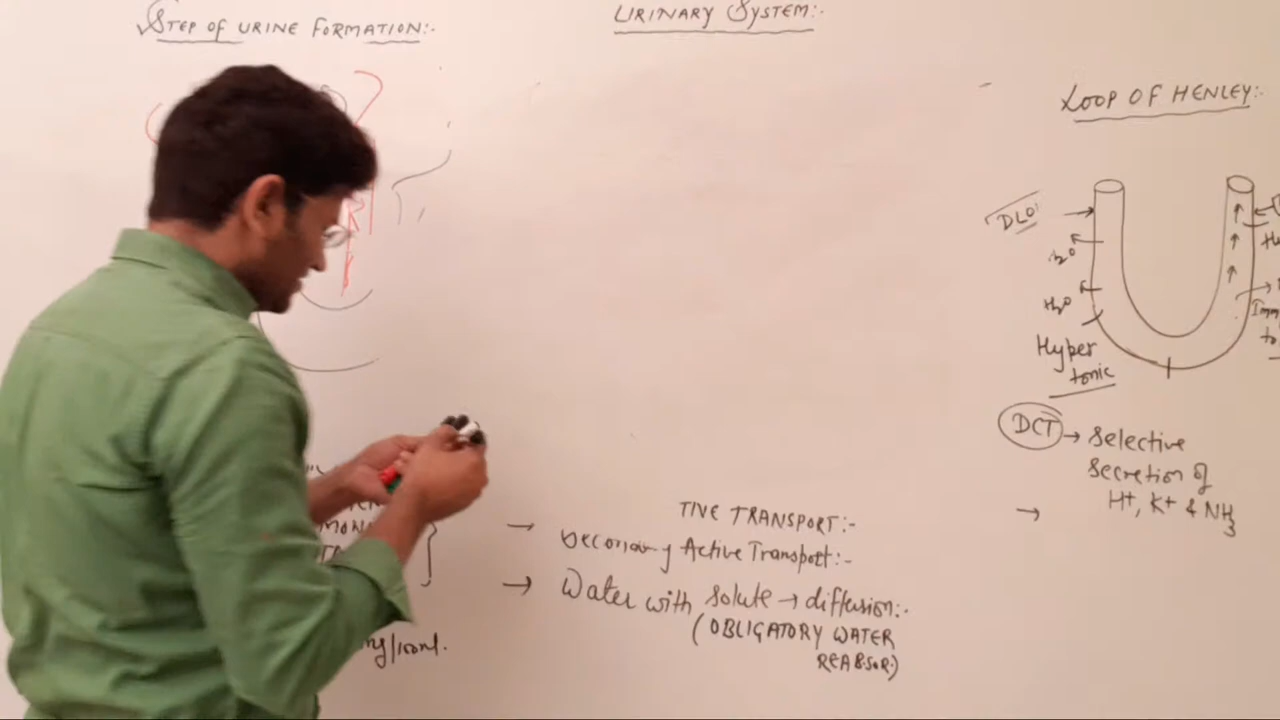 STEP OF URINE FORMATION:-
URINARY SYSTEM:-
LOOP OF HENLEY:-
DLO
H₂O
H₂O
Hyper
tonic
DCT → Selective
Secretion of
H+, K+ & NH3
→
TIVE TRANSPORT:-
→ Secondary Active Transport:-
→ Water with Solute → diffusion:-
(OBLIGATORY WATER
REABSOR.)